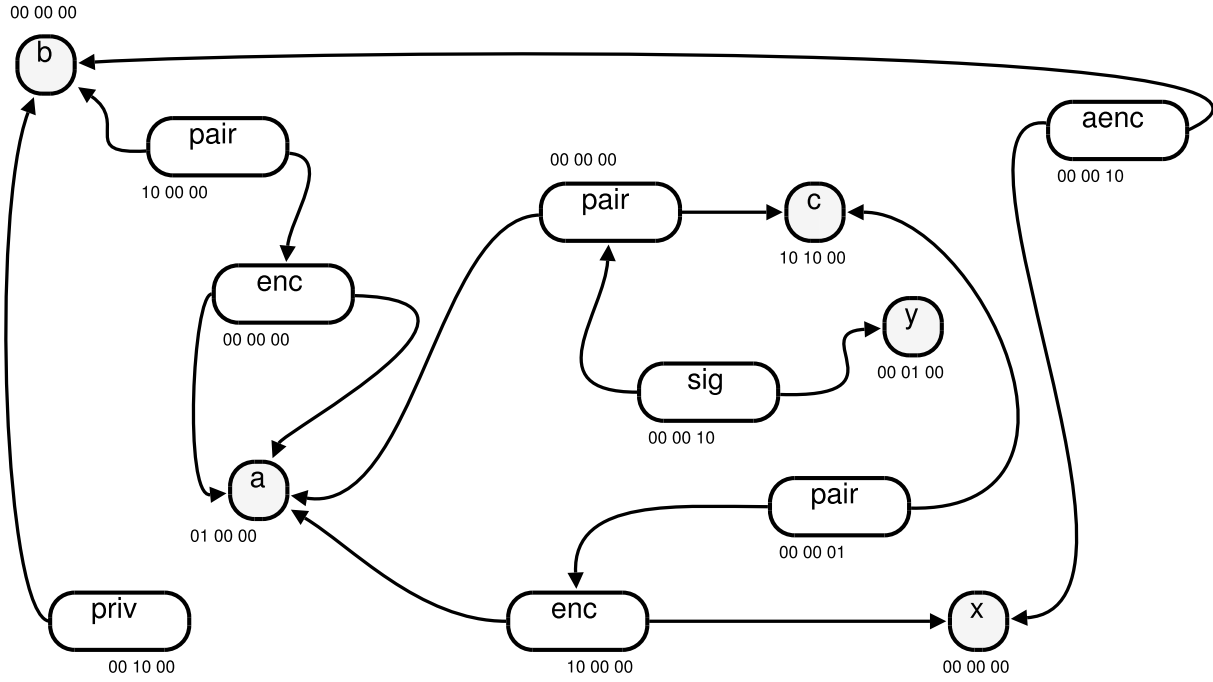 00 00 00
b
aenc
00 00 10
pair
10 00 00
00 00 00
pair
c
10 10 00
enc
00 00 00
y
00 01 00
sig
00 00 10
a
01 00 00
pair
00 00 01
priv
00 10 00
enc
10 00 00
x
00 00 00